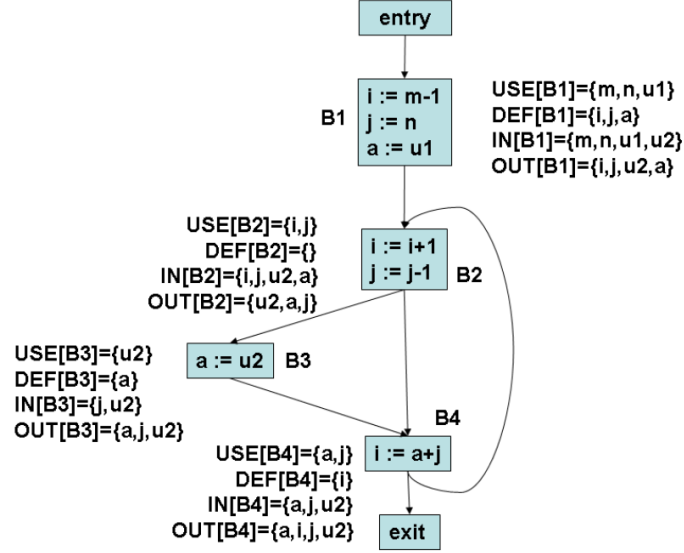 entry
B1
i := m-1
j := n
a := u1
USE[B1]={m,n,u1}
DEF[B1]={i,j,a}
IN[B1]={m,n,u1,u2}
OUT[B1]={i,j,u2,a}
USE[B2]={i,j}
DEF[B2]={}
IN[B2]={i,j,u2,a}
OUT[B2]={u2,a,j}
i := i+1
j := j-1
B2
USE[B3]={u2}
DEF[B3]={a}
IN[B3]={j,u2}
OUT[B3]={a,j,u2}
a := u2
B3
B4
USE[B4]={a,j}
DEF[B4]={i}
IN[B4]={a,j,u2}
OUT[B4]={a,i,j,u2}
i := a+j
exit